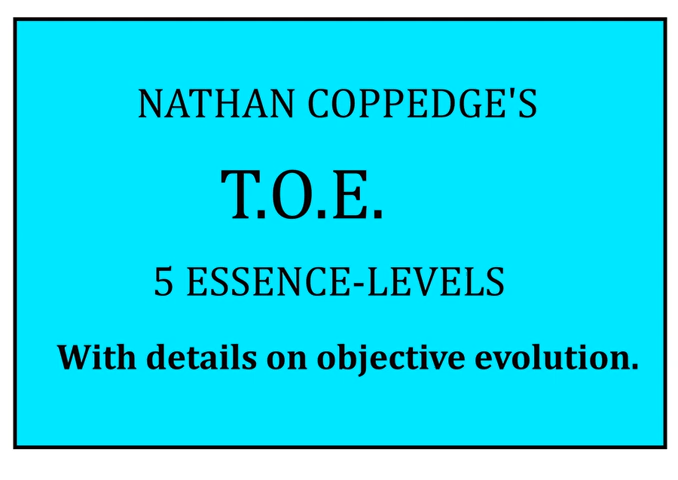 NATHAN COPPEDGE'S
T.O.E.
5 ESSENCE-LEVELS
With details on objective evolution.